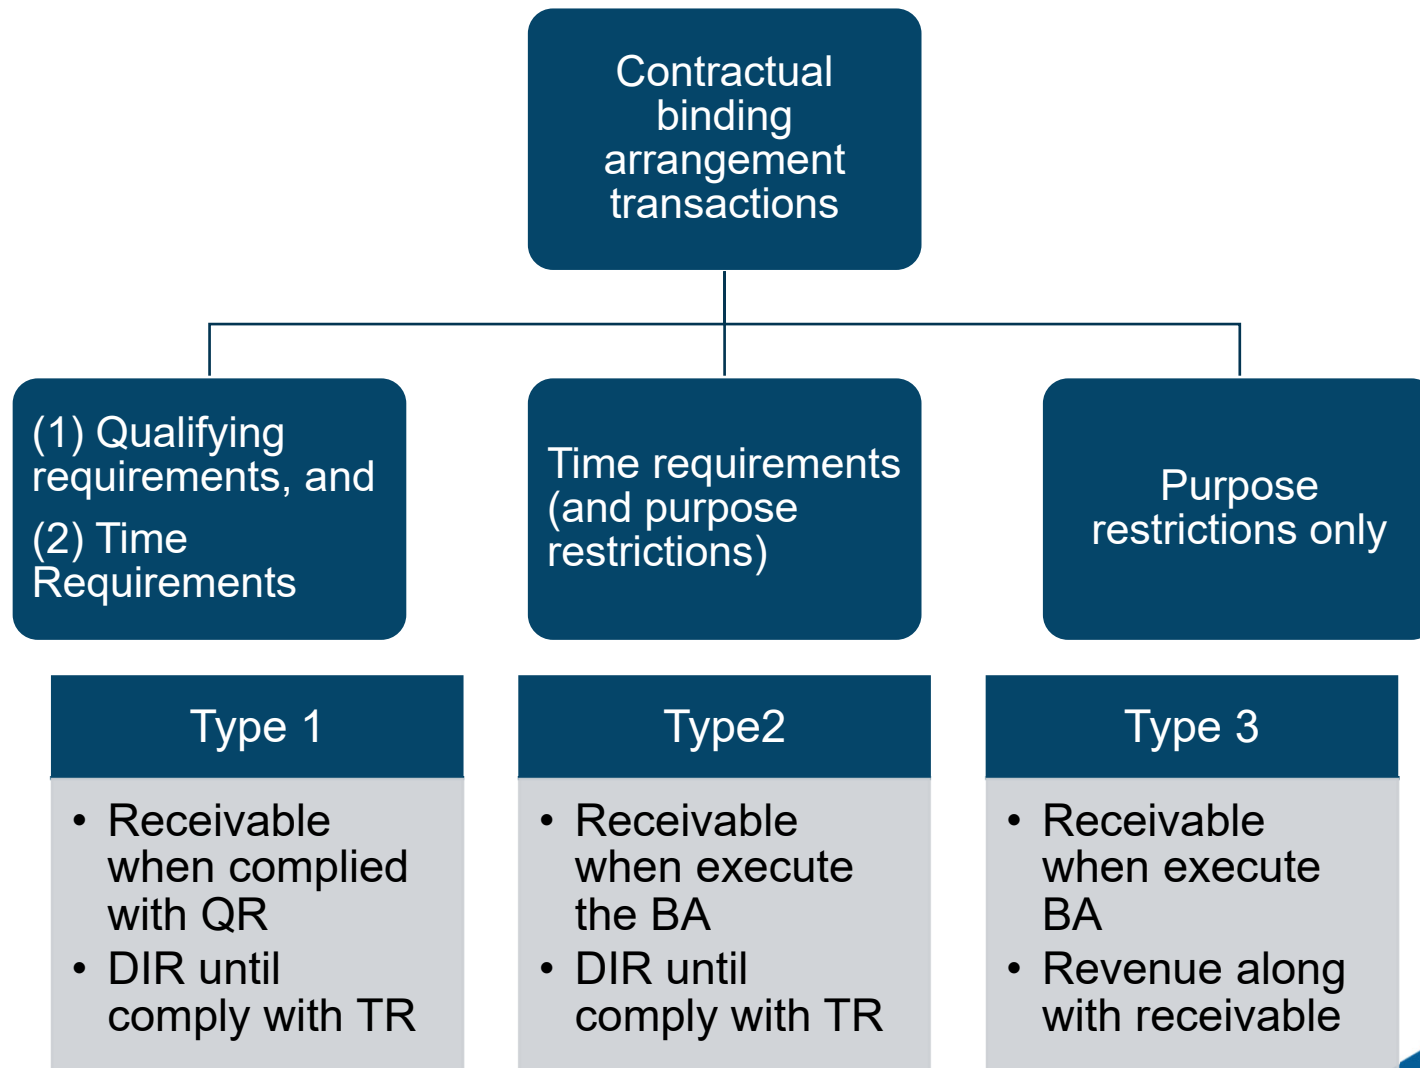 Contractual
binding
arrangement
transactions
(1) Qualifying
requirements, and
(2) Time
Requirements
Time requirements
(and purpose
restrictions)
Purpose
restrictions only
Type 1
• Receivable
when complied
with QR
• DIR until
comply with TR
Type2
• Receivable
when execute
the BA
• DIR until
comply with TR
Type 3
• Receivable
when execute
BA
• Revenue along
with receivable